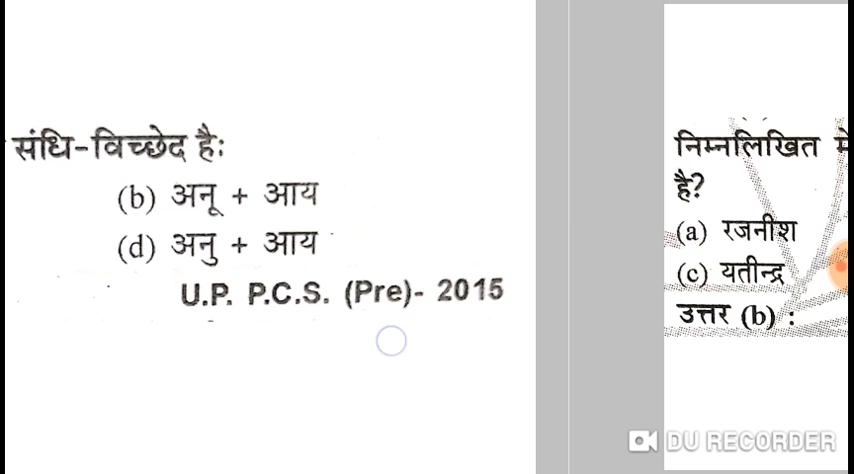 संधि-विच्छेद है:
(b) अनू + आय
(d) अनु + आय
U.P. P.C.S. (Pre)- 2015
निम्नलिखित में
है?
(a) रजनीश
(c) यतीन्द्र
उत्तर (b) :
DU RECORDER